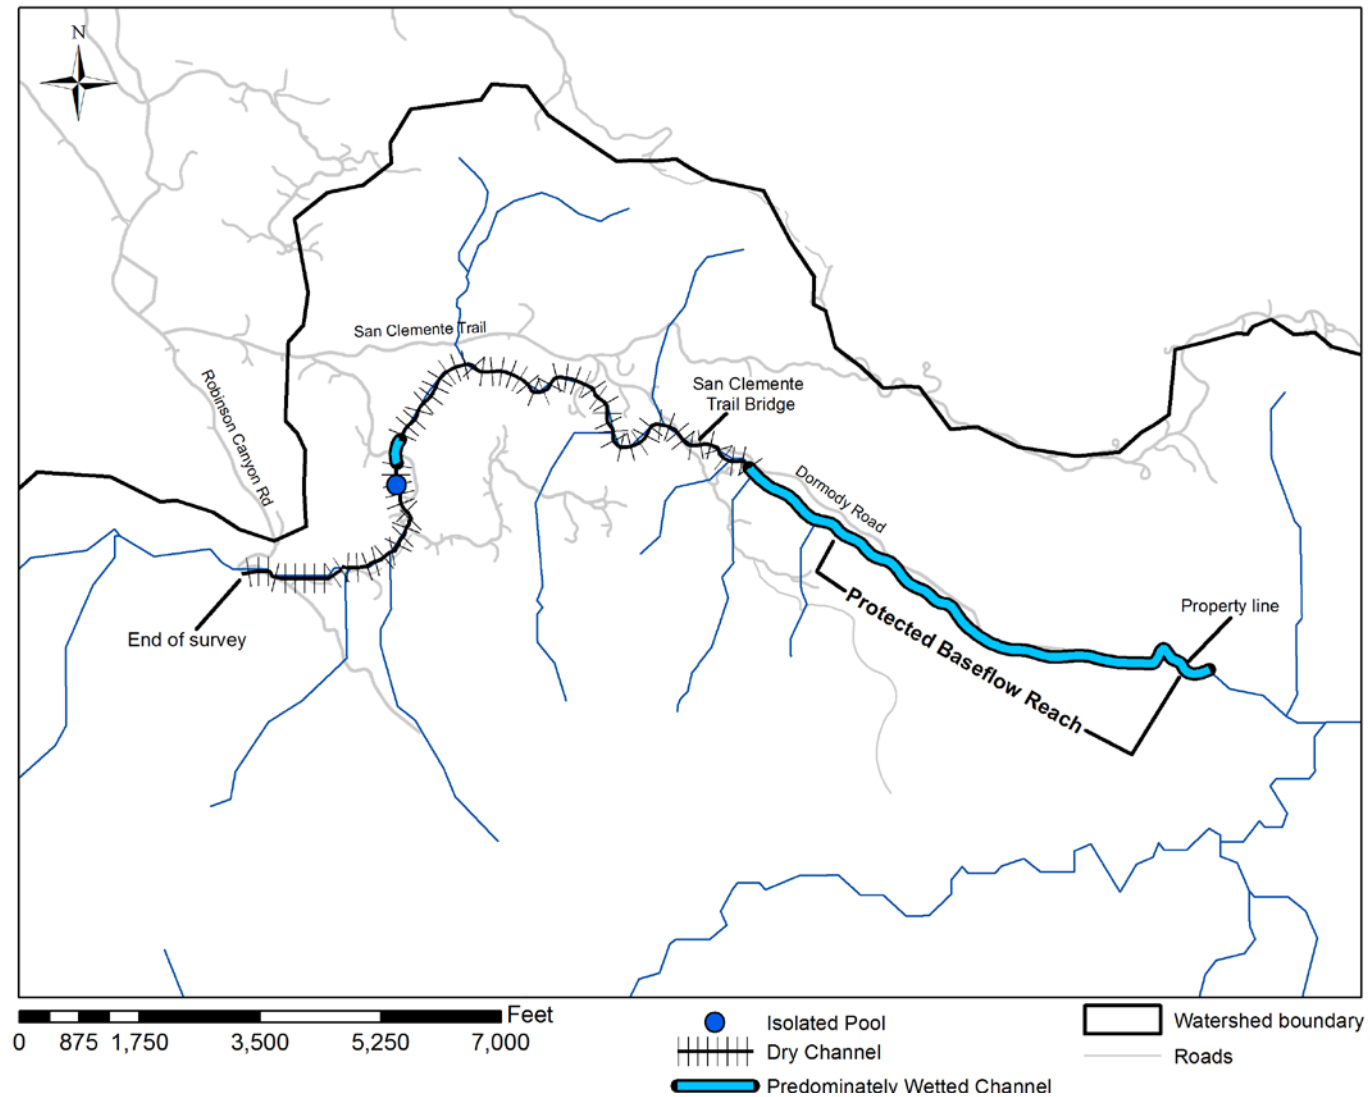 N
San Clemente Trail
Robinson Canyon Rd
San Clemente
Trail Bridge
Dormody Road
Property line
Protected Baseflow Reach
End of survey
Feet
0 875 1,750 3,500 5,250 7,000
Isolated Pool
Dry Channel
Predominately Wetted Channel
Watershed boundary
Roads